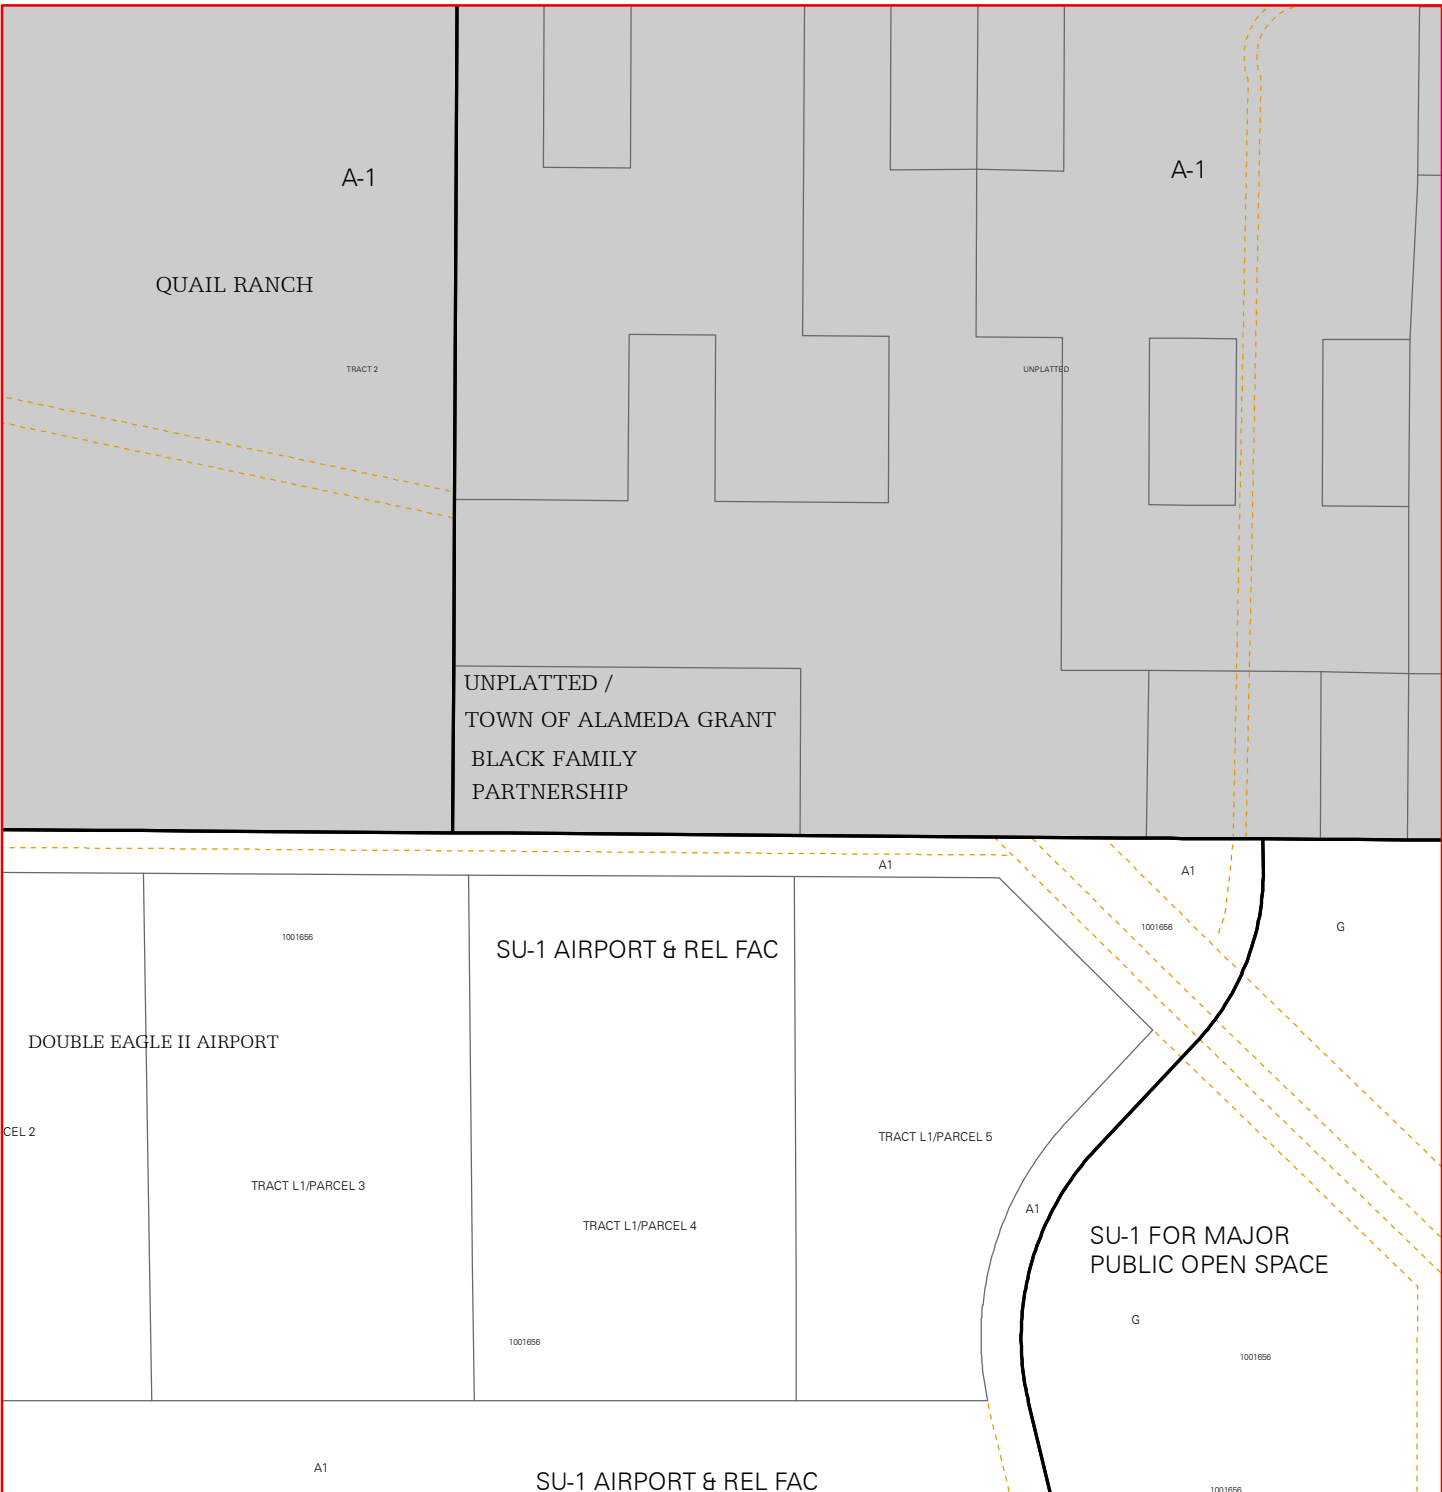 A-1
A-1
QUAIL RANCH
TRACT 2
UNPLATTED
UNPLATTED /
TOWN OF ALAMEDA GRANT
BLACK FAMILY
PARTNERSHIP
A1
A1
1001656
G
1001656
SU-1 AIRPORT & REL FAC
DOUBLE EAGLE II AIRPORT
CEL 2
TRACT L1/PARCEL 5
TRACT L1/PARCEL 3
A1
TRACT L1/PARCEL 4
SU-1 FOR MAJOR
PUBLIC OPEN SPACE
G
1001656
1001656
A1
SU-1 AIRPORT & REL FAC
1001656